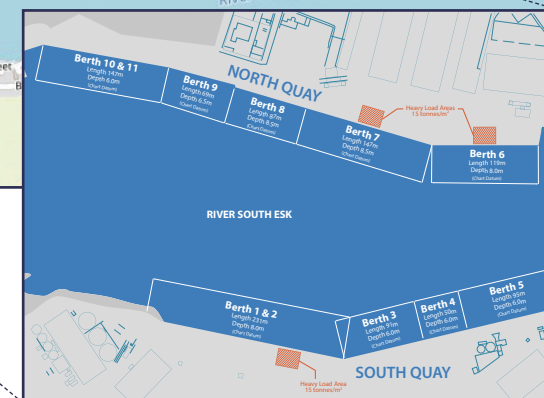 NORTH QUAY
Berth 10 & 11
Length 147m
Depth 6.0m
(Chart Datum)
Berth 9
Length 69m
Depth 6.5m
(Chart Datum)
Berth 8
Length 87m
Depth 8.5m
(Chart Datum)
Berth 7
Length 147m
Depth 8.5m
(Chart Datum)
Heavy Load Areas
15 tonnes/m²
Berth 6
Length 119m
Depth 8.0m
(Chart Datum)
RIVER SOUTH ESK
Berth 1 & 2
Length 231m
Depth 8.0m
(Chart Datum)
Berth 3
Length 91m
Depth 6.0m
(Chart Datum)
Berth 4
Length 50m
Depth 6.0m
(Chart Datum)
Berth 5
Length 95m
Depth 6.0m
(Chart Datum)
Heavy Load Area
15 tonnes/m²
SOUTH QUAY